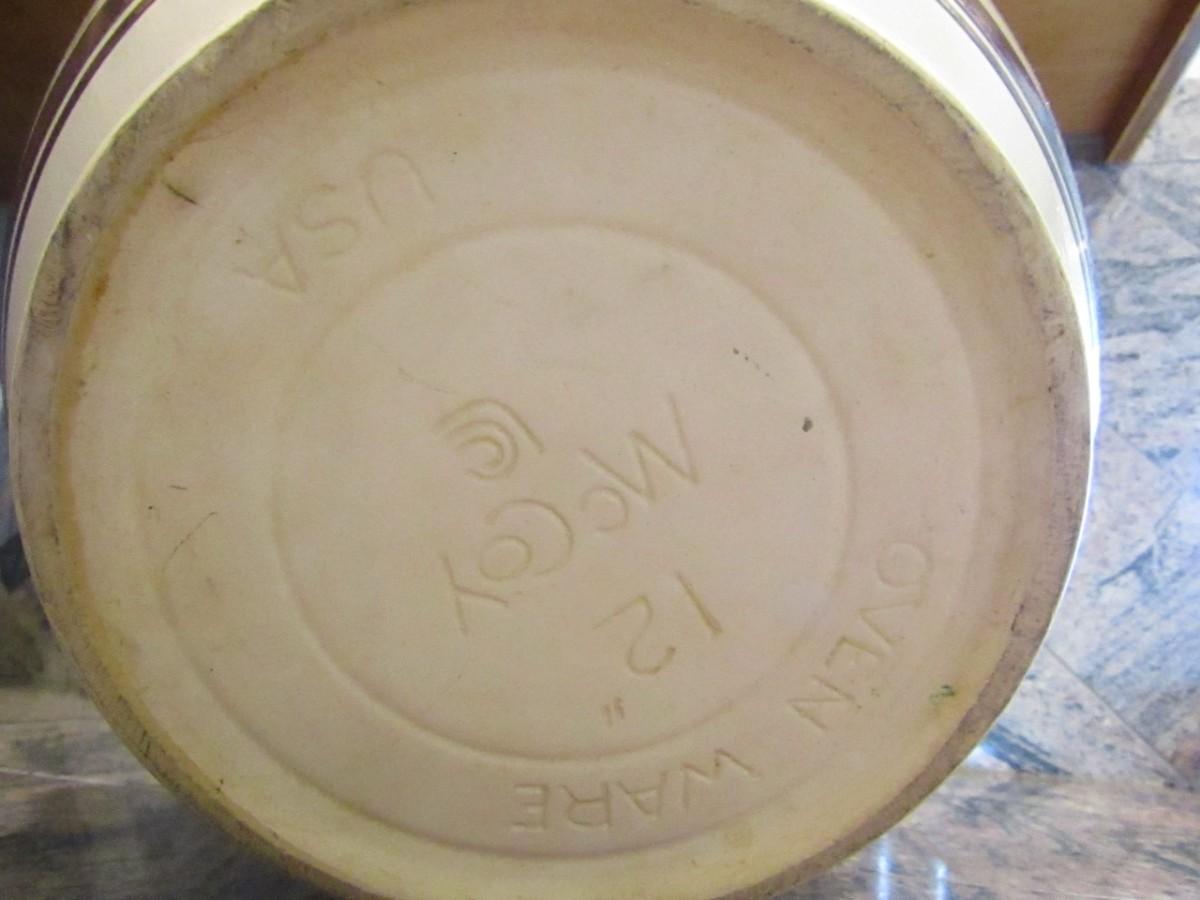 USA
McCoy
12"
OVEN WARE